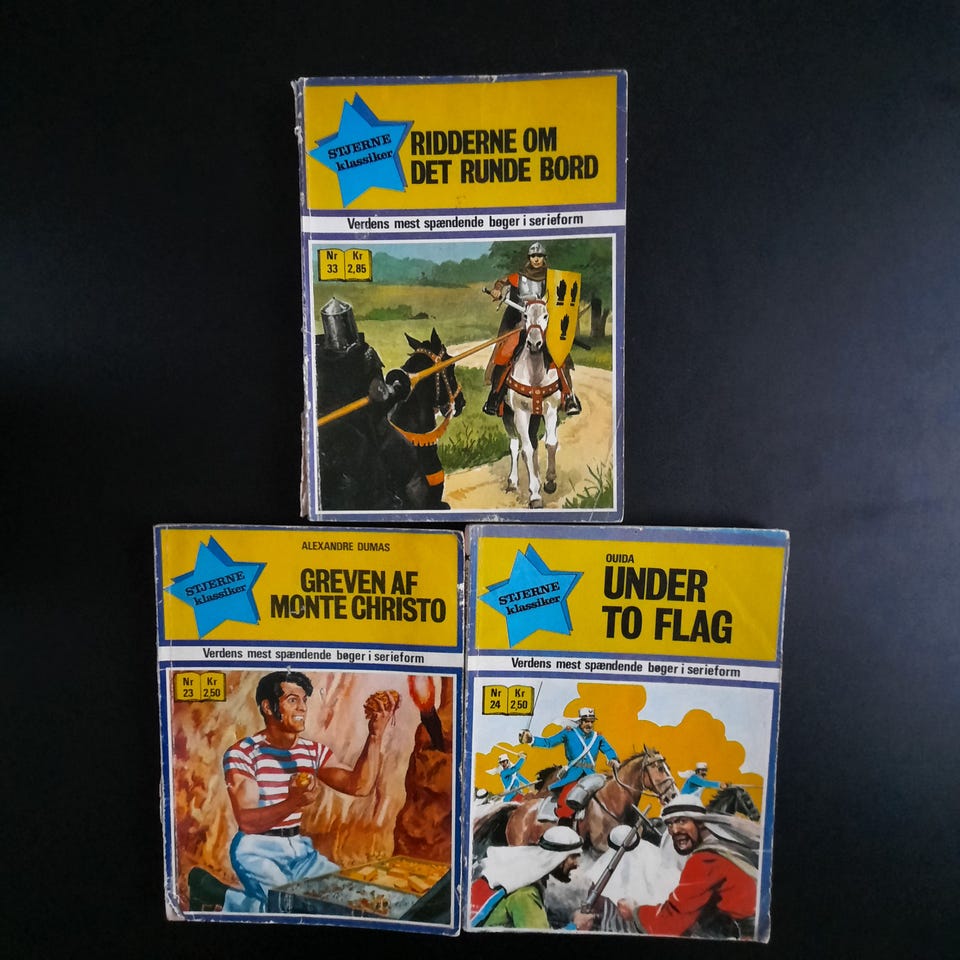 STJERNE
klassiker
RIDDERNE OM
DET RUNDE BORD
Verdens mest spændende bøger i serieform
Nr Kr
33 2,85
ALEXANDRE DUMAS
STJERNE
klassiker
GREVEN AF
MONTE CHRISTO
Verdens mest spændende bøger i serieform
Nr Kr
23 2,50
OUIDA
STJERNE
klassiker
UNDER
TO FLAG
Verdens mest spændende bøger i serieform
Nr Kr
24 2,50